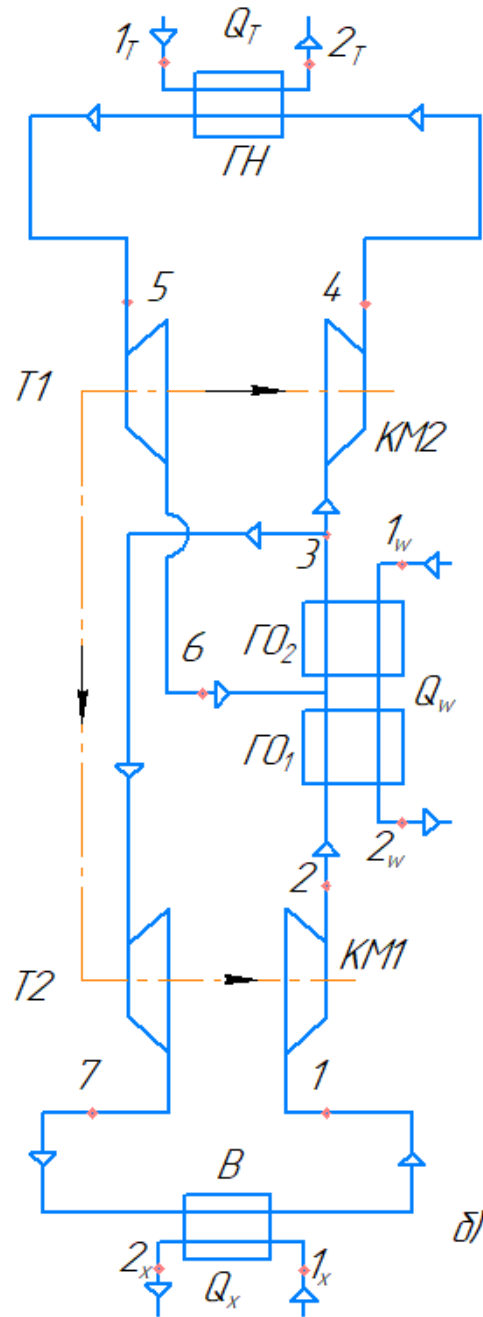 1т Qт 2т
ГН
5 4
Т1
КМ2
3 1w
6 ГО2
Qw
ГО1
2 2w
Т2 КМ1
7 1
В
2х Qх 1х
б)